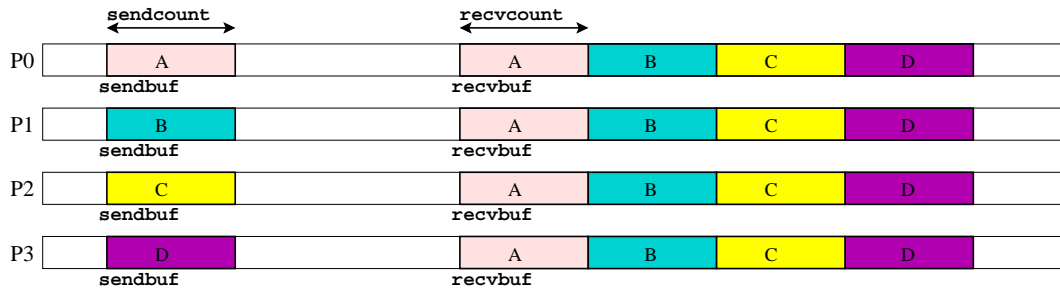 sendcount recvcount
P0 A A B C D
sendbuf recvbuf
P1 B A B C D
sendbuf recvbuf
P2 C A B C D
sendbuf recvbuf
P3 D A B C D
sendbuf recvbuf